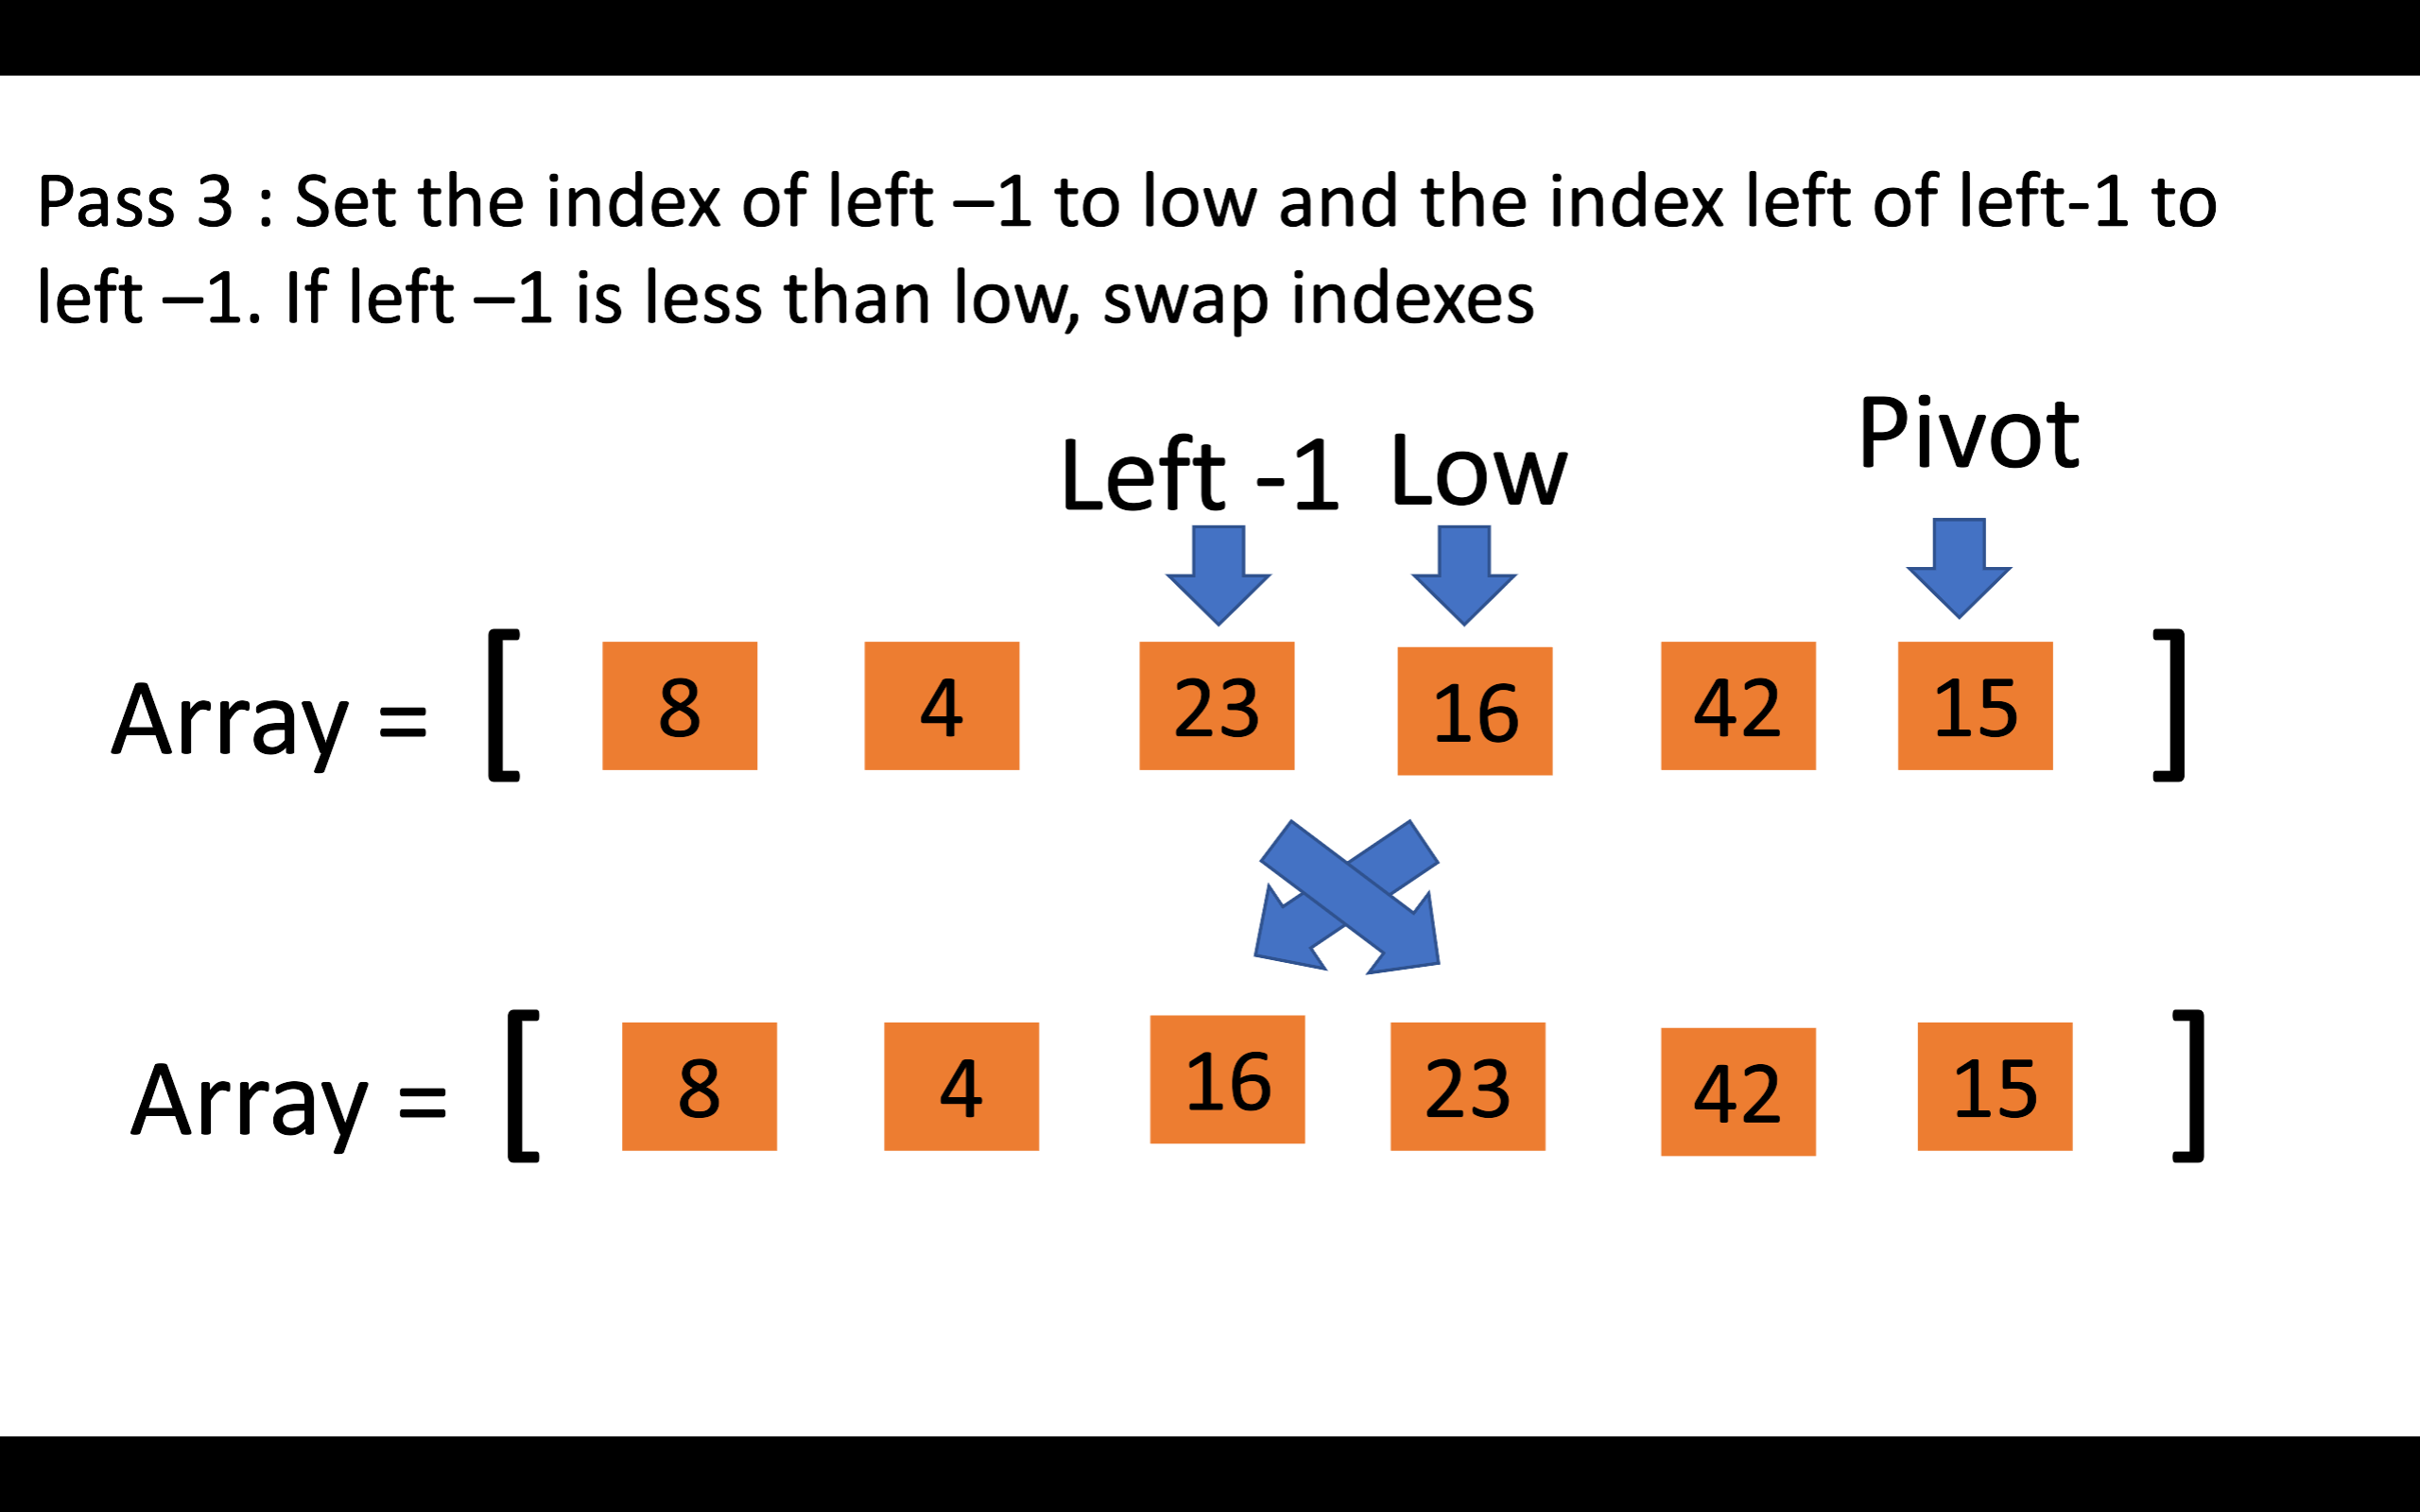 Pass 3 : Set the index of left –1 to low and the index left of left-1 to
left –1. If left –1 is less than low, swap indexes
Left -1 Low Pivot
Array = [ 8 4 23 16 42 15 ]
Array = [ 8 4 16 23 42 15 ]